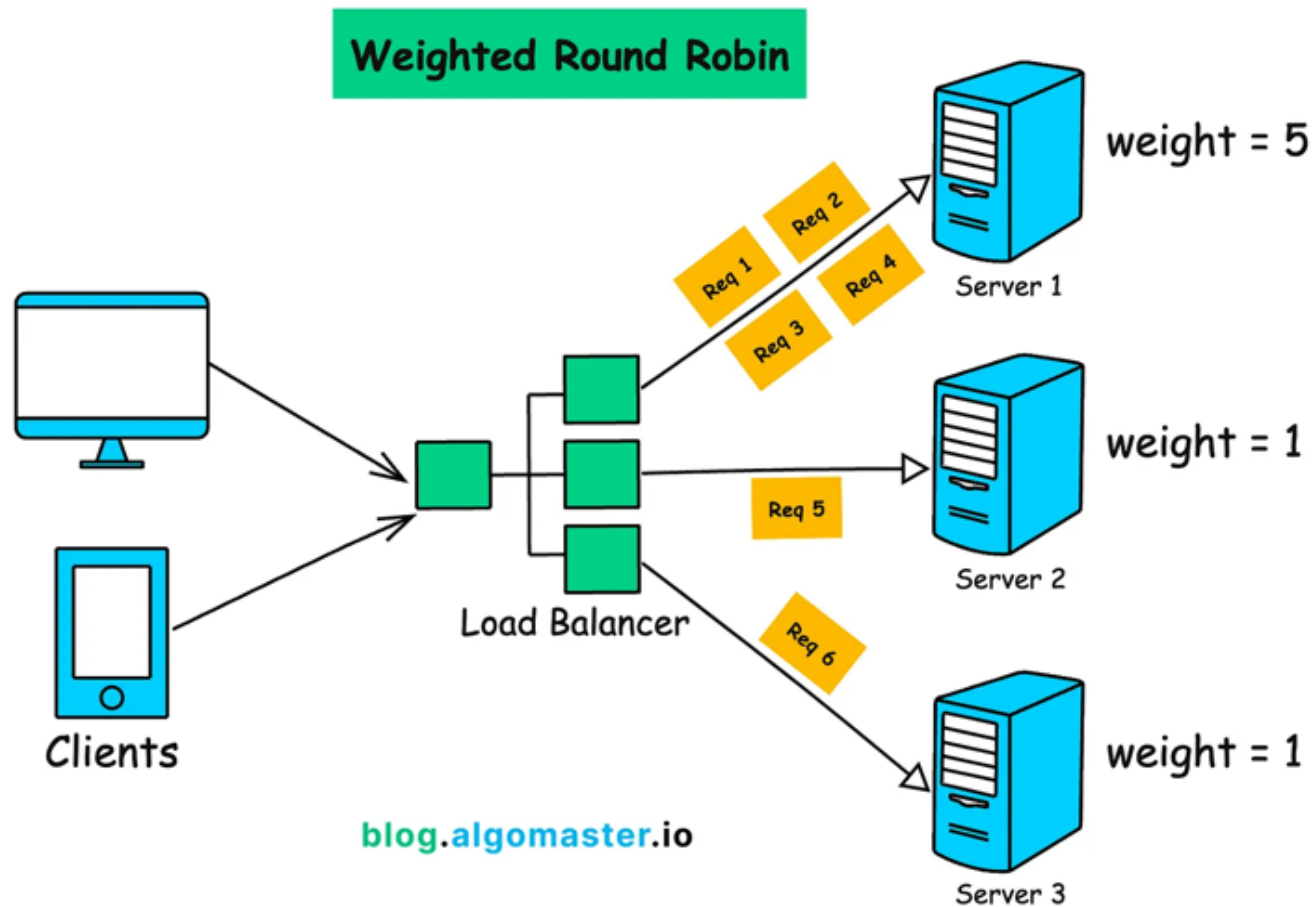 Weighted Round Robin
weight = 5
Req 1
Req 2
Req 3
Req 4
Server 1
weight = 1
Req 5
Server 2
Load Balancer
Req 6
Clients
weight = 1
blog.algomaster.io
Server 3